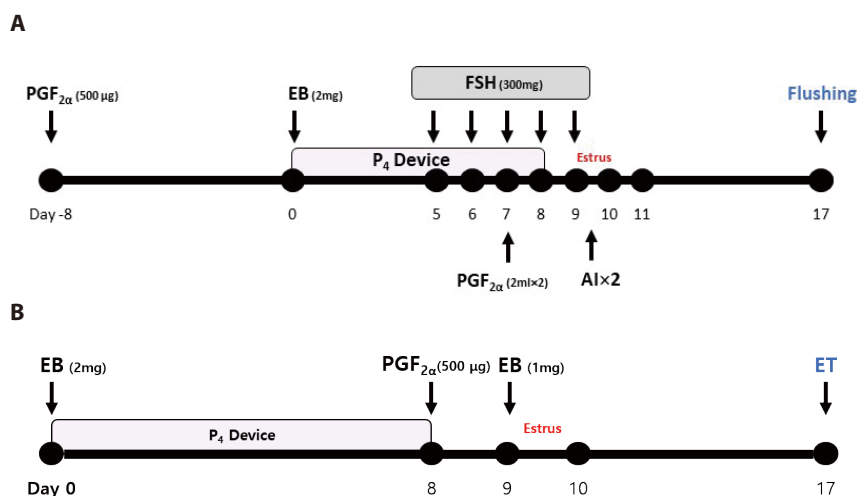 A
FSH (300mg)
PGF2α (500 µg) EB (2mg) Flushing
P4 Device Estrus
Day -8 0 5 6 7 8 9 10 11 17
PGF2α (2ml×2) AI×2
B
EB (2mg) PGF2α (500 µg) EB (1mg) ET
P4 Device Estrus
Day 0 8 9 10 17